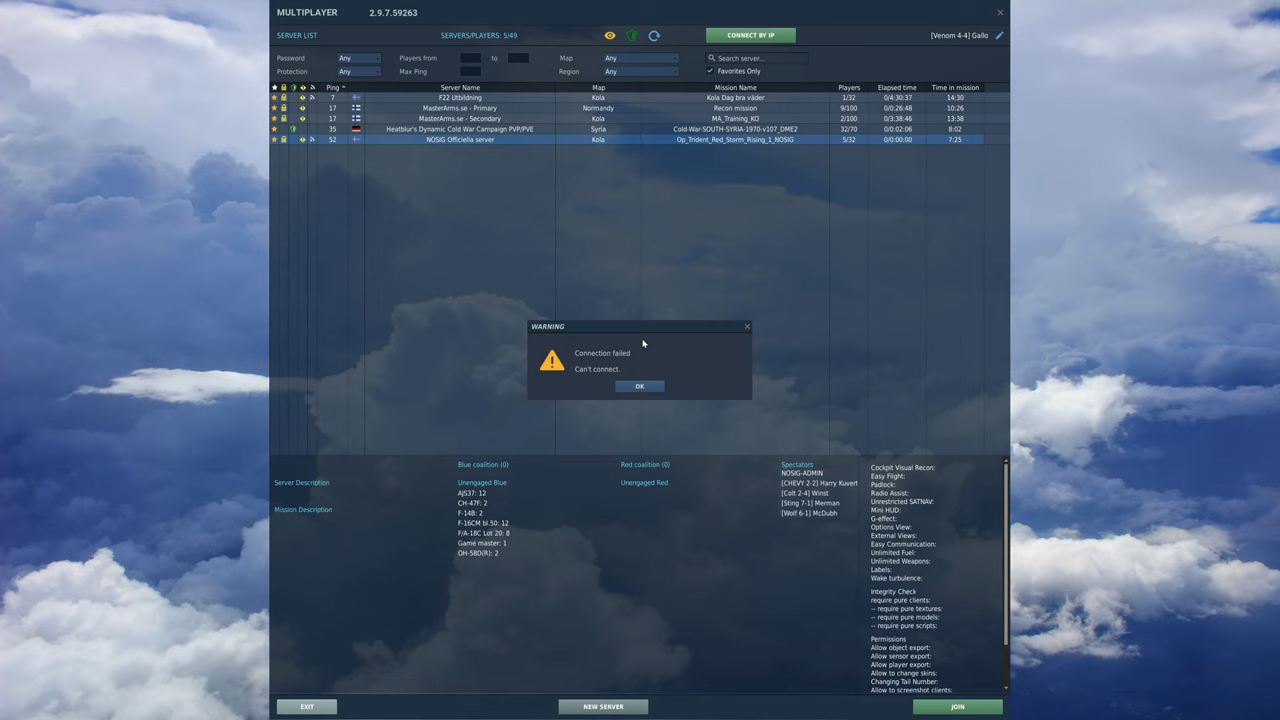 MULTIPLAYER 2.9.7.59263
SERVER LIST SERVERS/PLAYERS: 5/49 CONNECT BY IP [Venom 4-4] Gallo
Password Any Players from to Map Any Search server...
Protection Any Max Ping Region Any Favorites Only
Ping Server Name Map Mission Name Players Elapsed time Time in mission
7 F22 Utbildning Kola Kola Dag bra väder 1/32 0/4:30:37 14:30
17 MasterArms.se - Primary Normandy Recon mission 9/100 0/0:26:48 10:26
17 MasterArms.se - Secondary Kola MA_Training_KO 2/100 0/3:38:46 13:38
35 Heatblur's Dynamic Cold War Campaign PVP/PVE Syria Cold-War-SOUTH-SYRIA-1970-v107_DME2 32/70 0/0:02:06 8:02
52 NOSIG Officiella server Kola Op_Trident_Red_Storm_Rising_1_NOSIG 5/32 0/0:00:00 7:25
WARNING
Connection failed
Can't connect.
OK
Server Description
Mission Description
Blue coalition (0)
Unengaged Blue
AJS37: 12
CH-47F: 2
F-14B: 2
F-16CM bl.50: 12
F/A-18C Lot 20: 8
Game master: 1
OH-58D(R): 2
Red coalition (0)
Unengaged Red
Spectators
NOSIG-ADMIN
[CHEVY 2-2] Harry Kuvert
[Colt 2-4] Winst
[Sting 7-1] Merman
[Wolf 6-1] McDubh
Cockpit Visual Recon:
Easy Flight:
Padlock:
Radio Assist:
Unrestricted SATNAV:
Mini HUD:
G-effect:
Options View:
External Views:
Easy Communication:
Unlimited Fuel:
Unlimited Weapons:
Labels:
Wake turbulence:
Integrity Check
require pure clients:
-- require pure textures:
-- require pure models:
-- require pure scripts:
Permissions
Allow object export:
Allow sensor export:
Allow player export:
Allow to change skins:
Changing Tail Number:
Allow to screenshot clients:
EXIT NEW SERVER JOIN